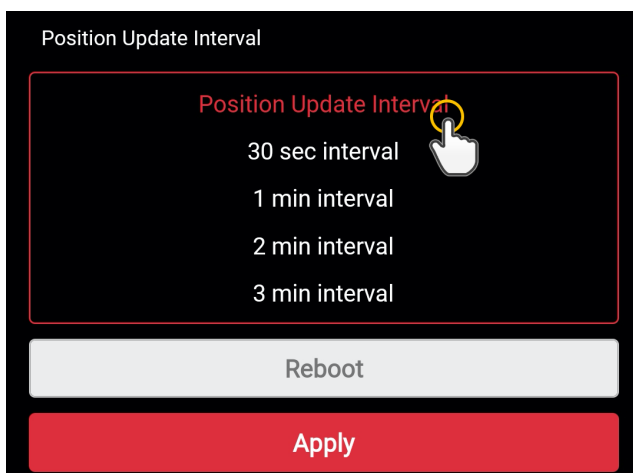 Position Update Interval
Position Update Interval
30 sec interval
1 min interval
2 min interval
3 min interval
Reboot
Apply